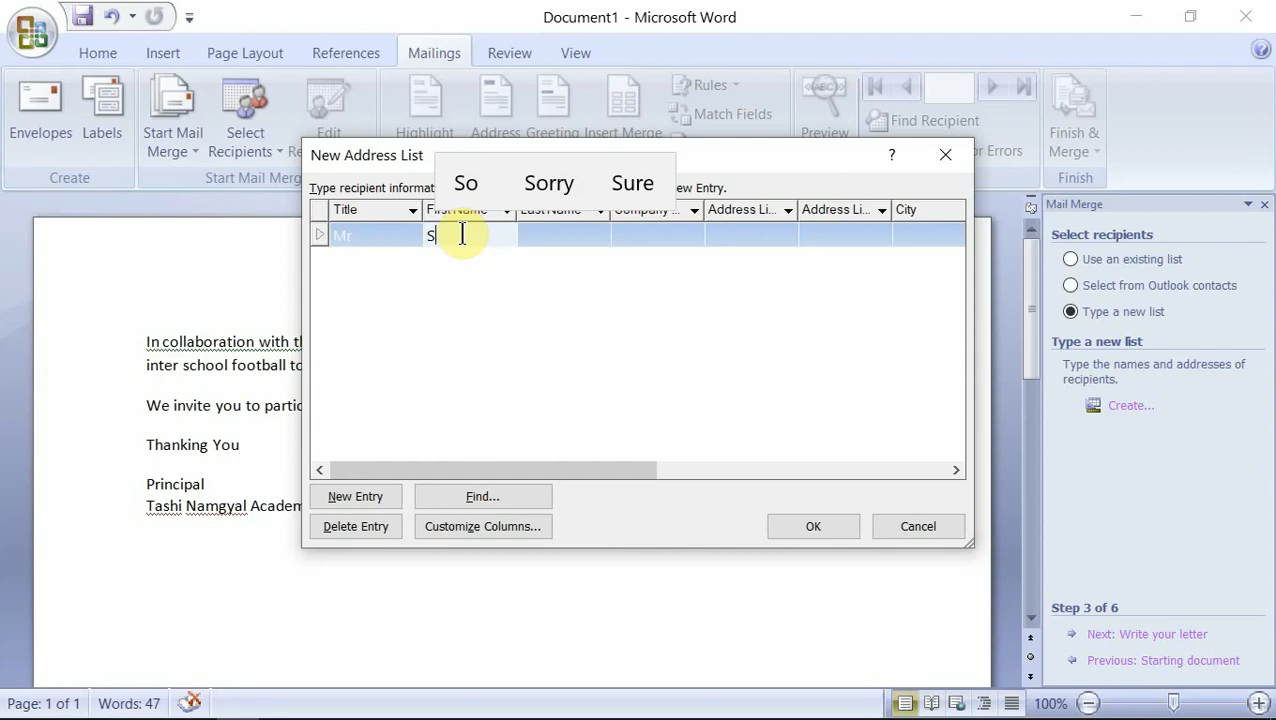 Document1 - Microsoft Word
Home Insert Page Layout References Mailings Review View
Envelopes Labels Start Mail Merge Select Recipients Edit Highlight Address Greeting Insert Merge Rules Match Fields Preview Find Recipient Errors Finish & Merge
Create Start Mail Finish
New Address List
So Sorry Sure
Type recipient informat ew Entry.
Title First Name Last Name Company Address Li... Address Li... City
Mr S
New Entry Find...
Delete Entry Customize Columns... OK Cancel
In collaboration with th
inter school football to
We invite you to partic
Thanking You
Principal
Tashi Namgyal Academ
Mail Merge
Select recipients
Use an existing list
Select from Outlook contacts
Type a new list
Type a new list
Type the names and addresses of
recipients.
Create...
Step 3 of 6
Next: Write your letter
Previous: Starting document
Page: 1 of 1 Words: 47 100%